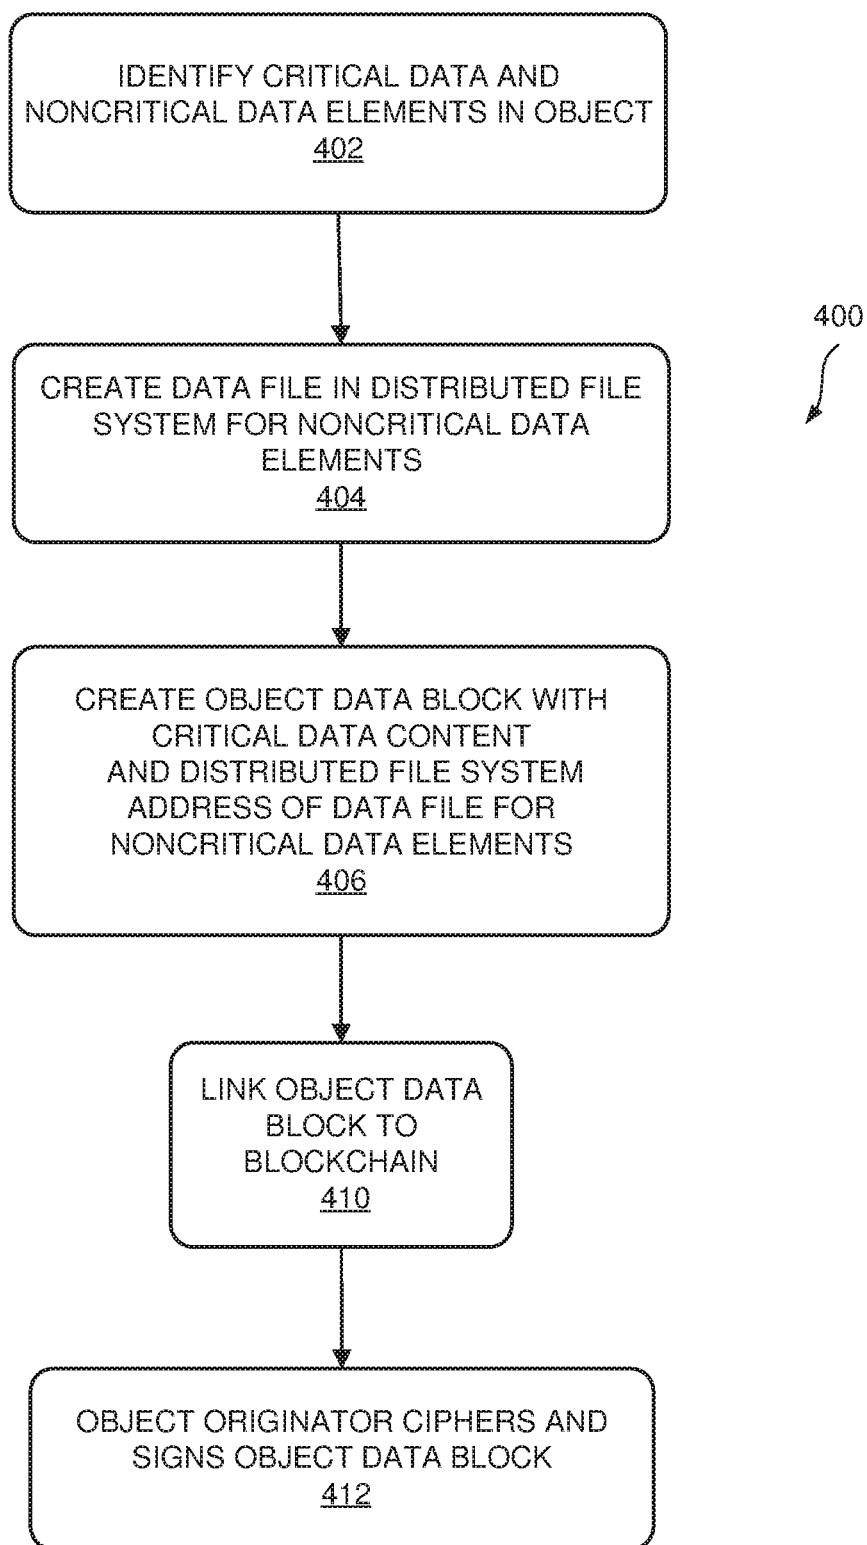 IDENTIFY CRITICAL DATA AND
NONCRITICAL DATA ELEMENTS IN OBJECT
402
400
CREATE DATA FILE IN DISTRIBUTED FILE
SYSTEM FOR NONCRITICAL DATA
ELEMENTS
404
CREATE OBJECT DATA BLOCK WITH
CRITICAL DATA CONTENT
AND DISTRIBUTED FILE SYSTEM
ADDRESS OF DATA FILE FOR
NONCRITICAL DATA ELEMENTS
406
LINK OBJECT DATA
BLOCK TO
BLOCKCHAIN
410
OBJECT ORIGINATOR CIPHERS AND
SIGNS OBJECT DATA BLOCK
412